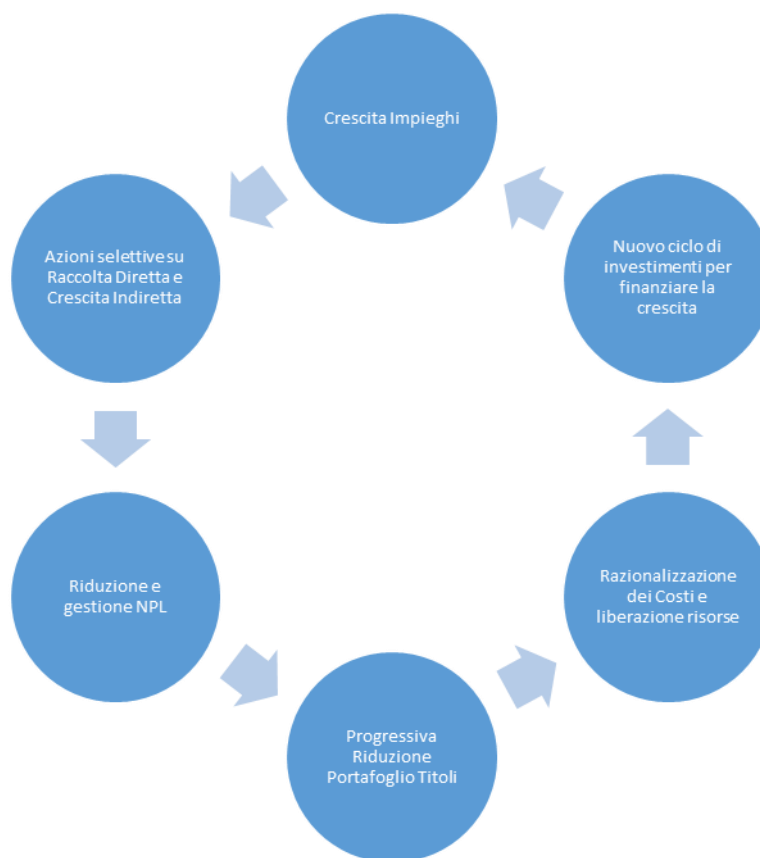 Crescita Impieghi
Azioni selettive su
Raccolta Diretta e
Crescita Indiretta
Riduzione e
gestione NPL
Progressiva
Riduzione
Portafoglio Titoli
Razionalizzazione
dei Costi e
liberazione risorse
Nuovo ciclo di
investimenti per
finanziare la
crescita